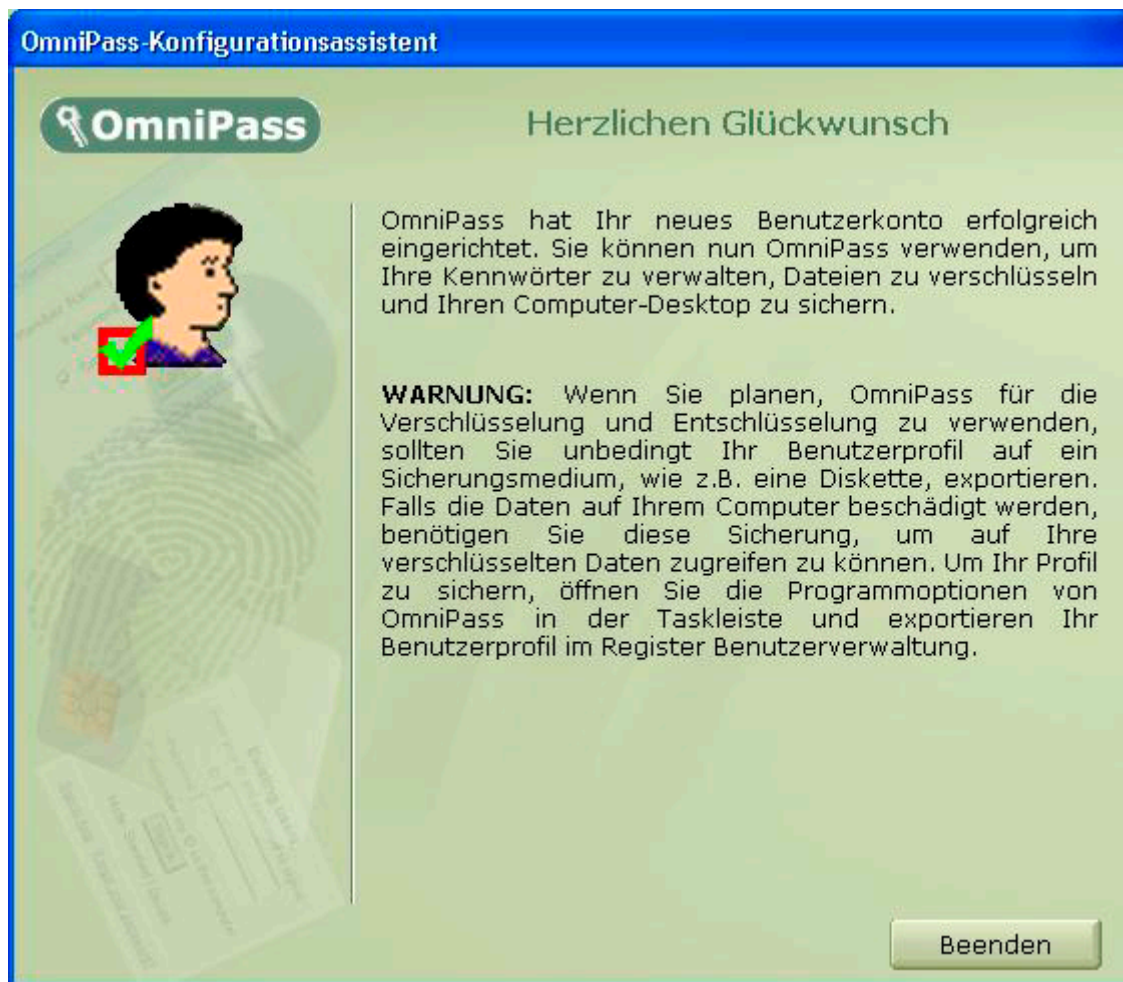 OmniPass-Konfigurationsassistent
OmniPass
Herzlichen Glückwunsch
OmniPass hat Ihr neues Benutzerkonto erfolgreich
eingerichtet. Sie können nun OmniPass verwenden, um
Ihre Kennwörter zu verwalten, Dateien zu verschlüsseln
und Ihren Computer-Desktop zu sichern.
WARNUNG: Wenn Sie planen, OmniPass für die
Verschlüsselung und Entschlüsselung zu verwenden,
sollten Sie unbedingt Ihr Benutzerprofil auf ein
Sicherungsmedium, wie z.B. eine Diskette, exportieren.
Falls die Daten auf Ihrem Computer beschädigt werden,
benötigen Sie diese Sicherung, um auf Ihre
verschlüsselten Daten zugreifen zu können. Um Ihr Profil
zu sichern, öffnen Sie die Programmoptionen von
OmniPass in der Taskleiste und exportieren Ihr
Benutzerprofil im Register Benutzerverwaltung.
Beenden